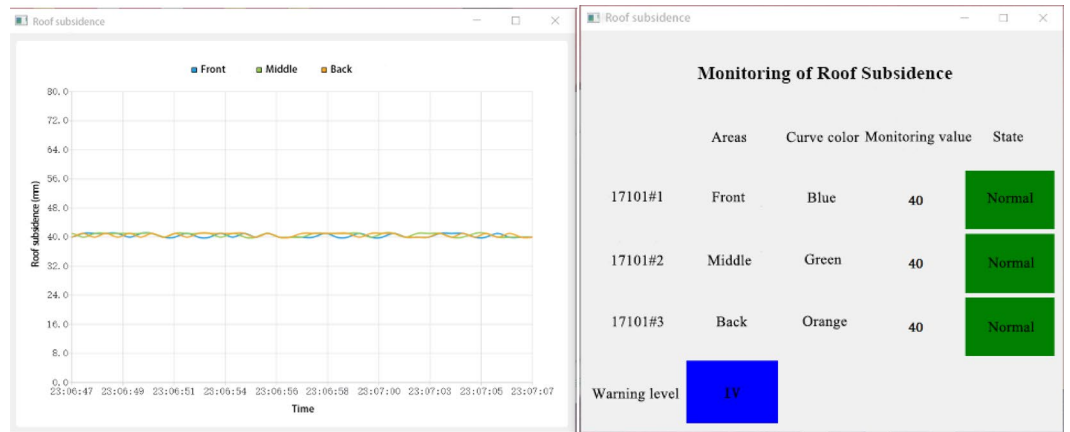 Roof subsidence
Front Middle Back
80.0
72.0
64.0
56.0
48.0
40.0
32.0
24.0
16.0
8.0
0.0
Roof subsidence (mm)
23:06:47 23:06:49 23:06:51 23:06:54 23:06:56 23:06:58 23:07:00 23:07:03 23:07:05 23:07:07
Time
Roof subsidence
Monitoring of Roof Subsidence
Areas Curve color Monitoring value State
17101#1 Front Blue 40 Normal
17101#2 Middle Green 40 Normal
17101#3 Back Orange 40 Normal
Warning level IV